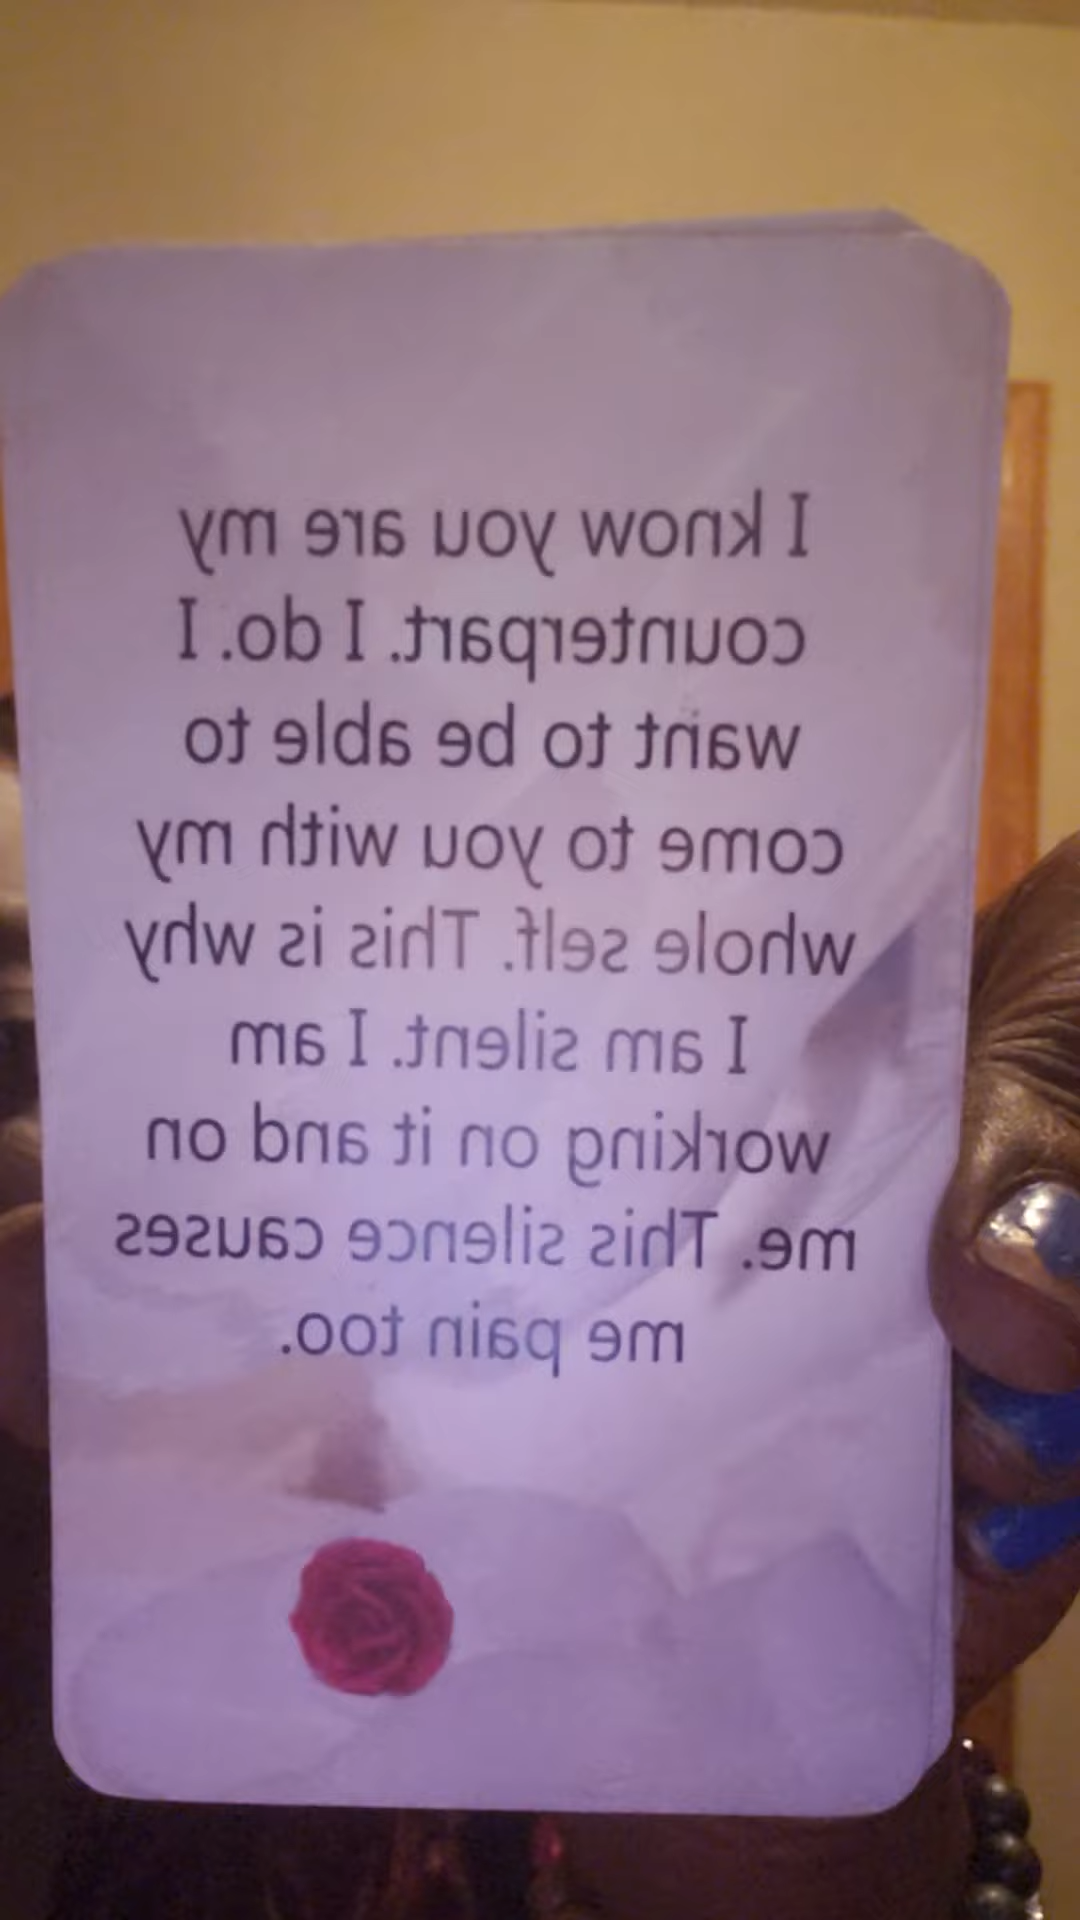 I know you are my
counterpart. I do. I
want to be able to
come to you with my
whole self. This is why
I am silent. I am
working on it and on
me. This silence causes
me pain too.